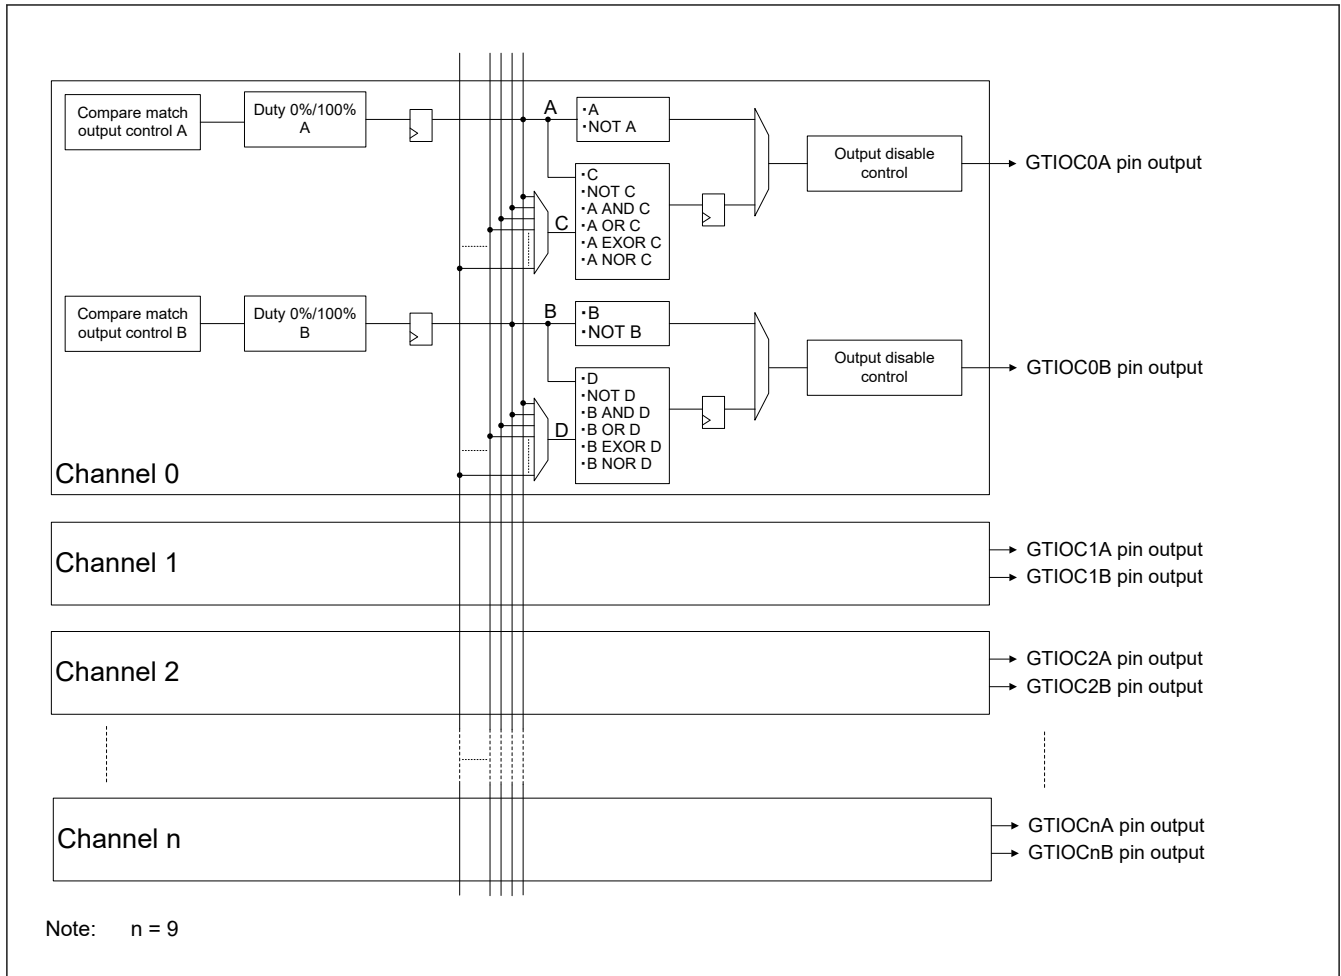 Compare match
output control A
Duty 0%/100%
A
A
·A
·NOT A
·C
·NOT C
·A AND C
·A OR C
·A EXOR C
·A NOR C
C
Output disable
control
GTIOC0A pin output
Compare match
output control B
Duty 0%/100%
B
B
·B
·NOT B
·D
·NOT D
·B AND D
·B OR D
·B EXOR D
·B NOR D
D
Output disable
control
GTIOC0B pin output
Channel 0
Channel 1
GTIOC1A pin output
GTIOC1B pin output
Channel 2
GTIOC2A pin output
GTIOC2B pin output
Channel n
GTIOCnA pin output
GTIOCnB pin output
Note: n = 9